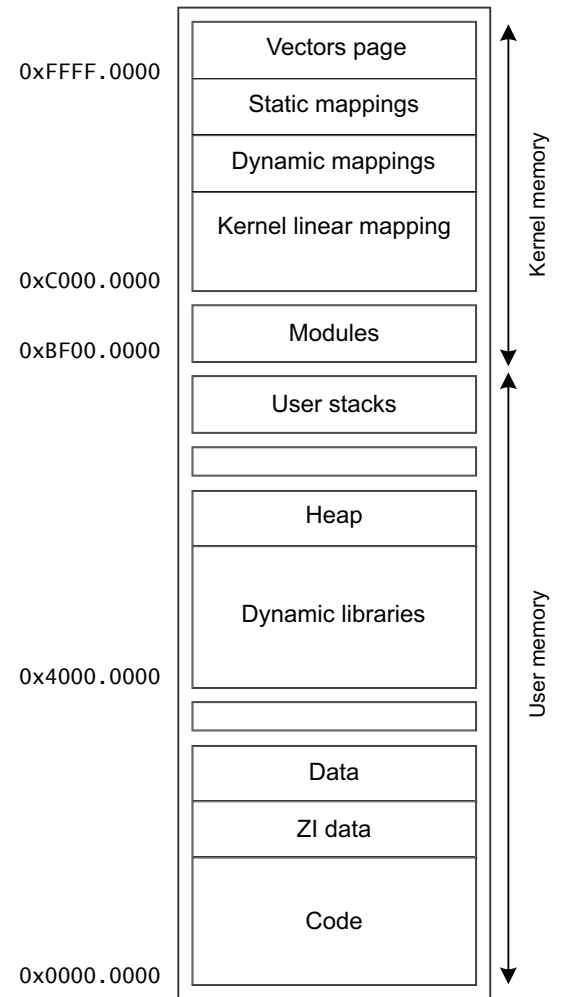 Vectors page
0xFFFF.0000
Static mappings
Dynamic mappings
Kernel linear mapping
Kernel memory
0xC000.0000
Modules
0xBF00.0000
User stacks
Heap
Dynamic libraries
User memory
0x4000.0000
Data
ZI data
Code
0x0000.0000